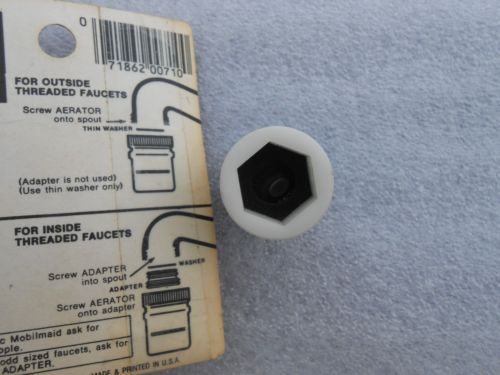 0
71862 00710
FOR OUTSIDE
THREADED FAUCETS
Screw AERATOR
onto spout
THIN WASHER
(Adapter is not used)
(Use thin washer only)
FOR INSIDE
THREADED FAUCETS
Screw ADAPTER
into spout
WASHER
ADAPTER
Screw AERATOR
onto adapter
c Mobilmaid ask for
ople.
odd sized faucets, ask for
ADAPTER.
MADE & PRINTED IN U.S.A.